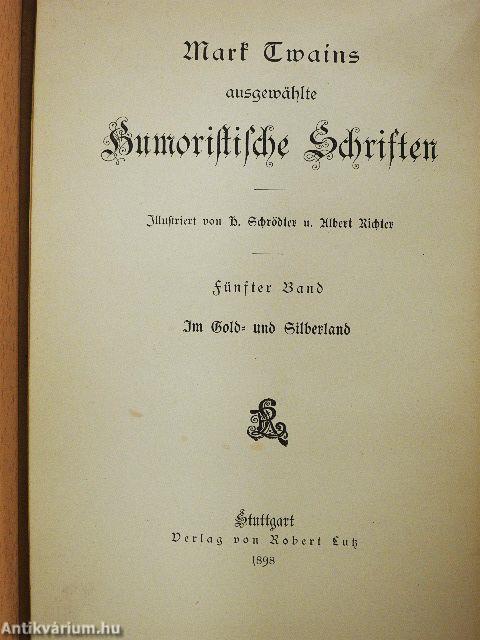 Mark Twains
ausgewählte
Humoristische Schriften
Illustriert von H. Schrödter u. Albert Richter
Fünfter Band
Im Gold- und Silberland
RL
Stuttgart
Verlag von Robert Lutz
1898
Antikvárium.hu